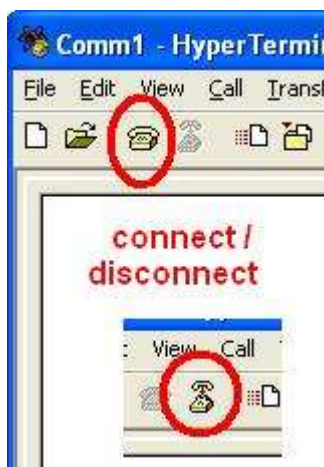 Comm1 - HyperTermi
File Edit View Call Transf
connect /
disconnect
View Call